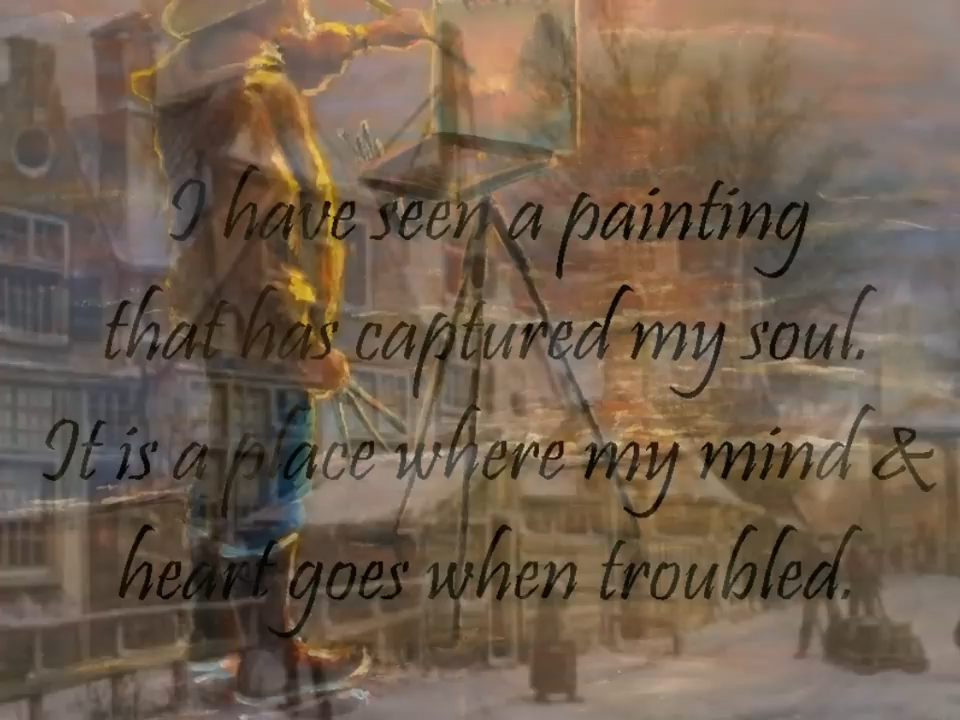 I have seen a painting
that has captured my soul.
It is a place where my mind &
heart goes when troubled.